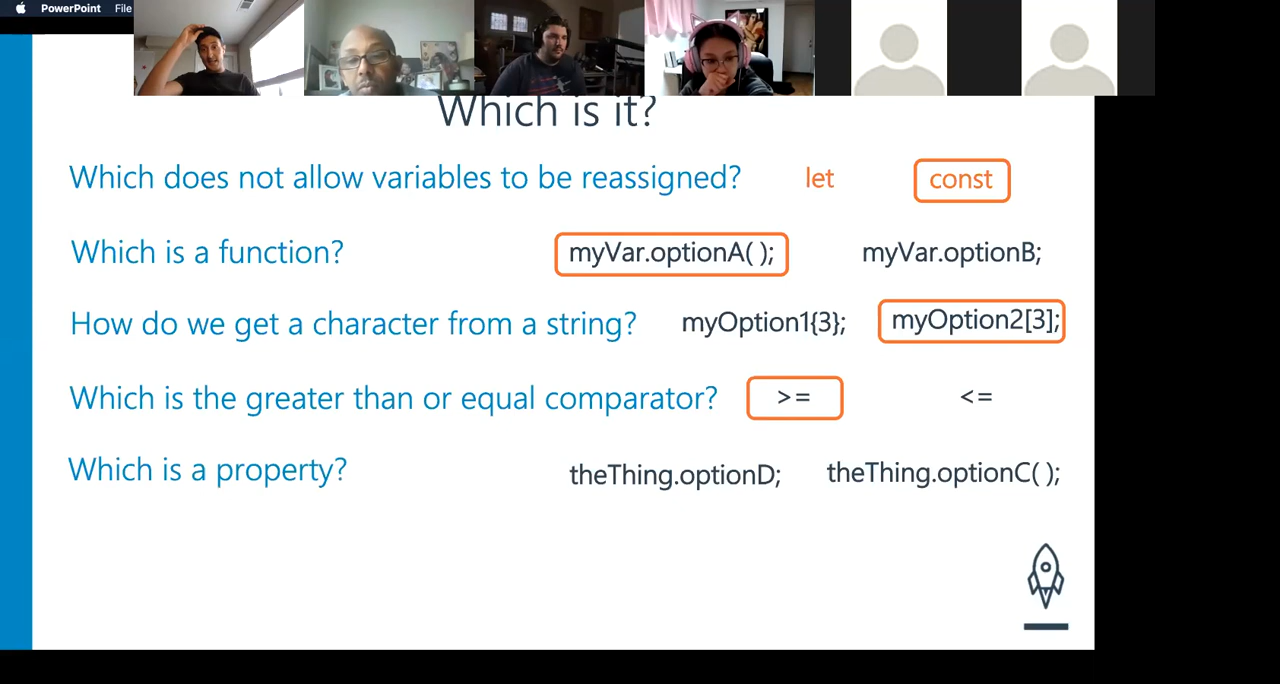 PowerPoint File
Which is it?
Which does not allow variables to be reassigned? let const
Which is a function? myVar.optionA( ); myVar.optionB;
How do we get a character from a string? myOption1{3}; myOption2[3];
Which is the greater than or equal comparator? >= <=
Which is a property? theThing.optionD; theThing.optionC( );